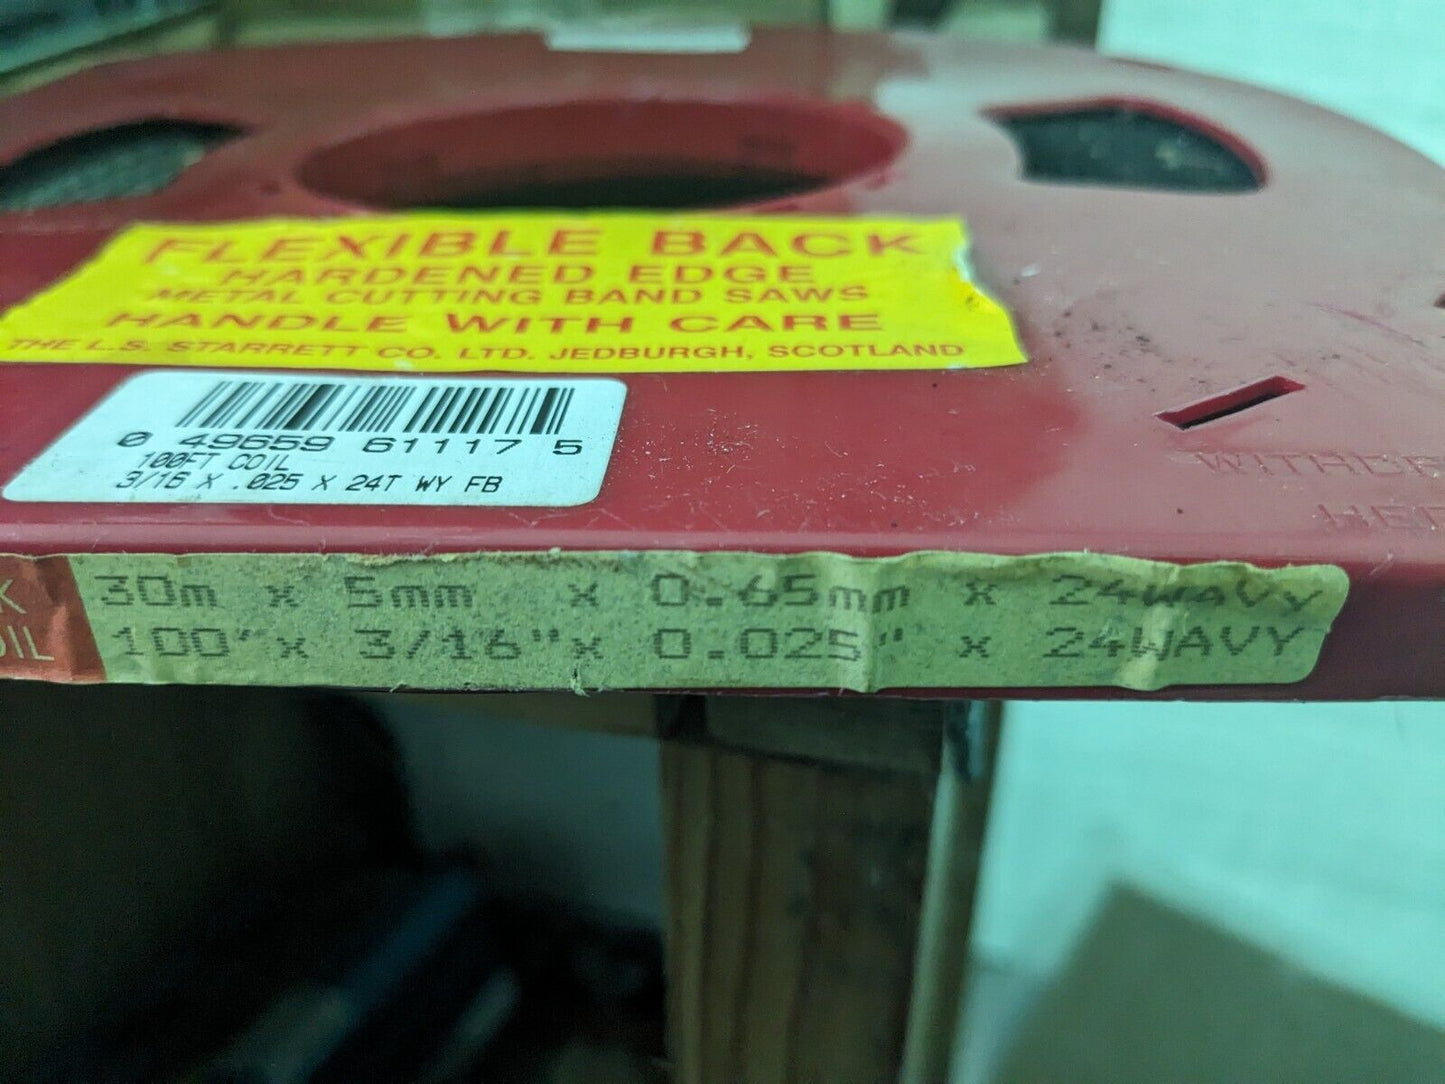 FLEXIBLE BACK
HARDENED EDGE
METAL CUTTING BAND SAWS
HANDLE WITH CARE
THE L.S. STARRETT CO. LTD. JEDBURGH, SCOTLAND
0 49659 61117 5
100FT COIL
3/16 X .025 X 24T WY FB
30m x 5mm x 0.65mm x 24WAVY
100" x 3/16" x 0.025" x 24WAVY